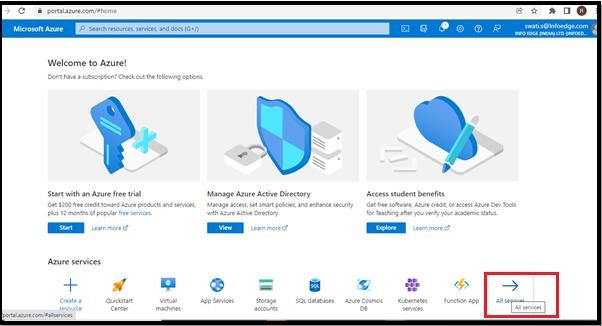 portal.azure.com/#home
Microsoft Azure
Search resources, services, and docs (G+/)
swati.s@Infoedge.com
INFO EDGE (INDIA) LTD. (INFOED...
R
Welcome to Azure!
Don't have a subscription? Check out the following options.
Start with an Azure free trial
Get $200 free credit toward Azure products and services,
plus 12 months of popular free services.
Start
Learn more
Manage Azure Active Directory
Manage access, set smart policies, and enhance security
with Azure Active Directory.
View
Learn more
Access student benefits
Get free software, Azure credit, or access Azure Dev Tools
for Teaching after you verify your academic status.
Explore
Learn more
Azure services
Create a
resource
Quickstart
Center
Virtual
machines
App Services
Storage
accounts
SQL
SQL databases
Azure Cosmos
DB
Kubernetes
services
Function App
All services
All services
portal.azure.com/#allservices